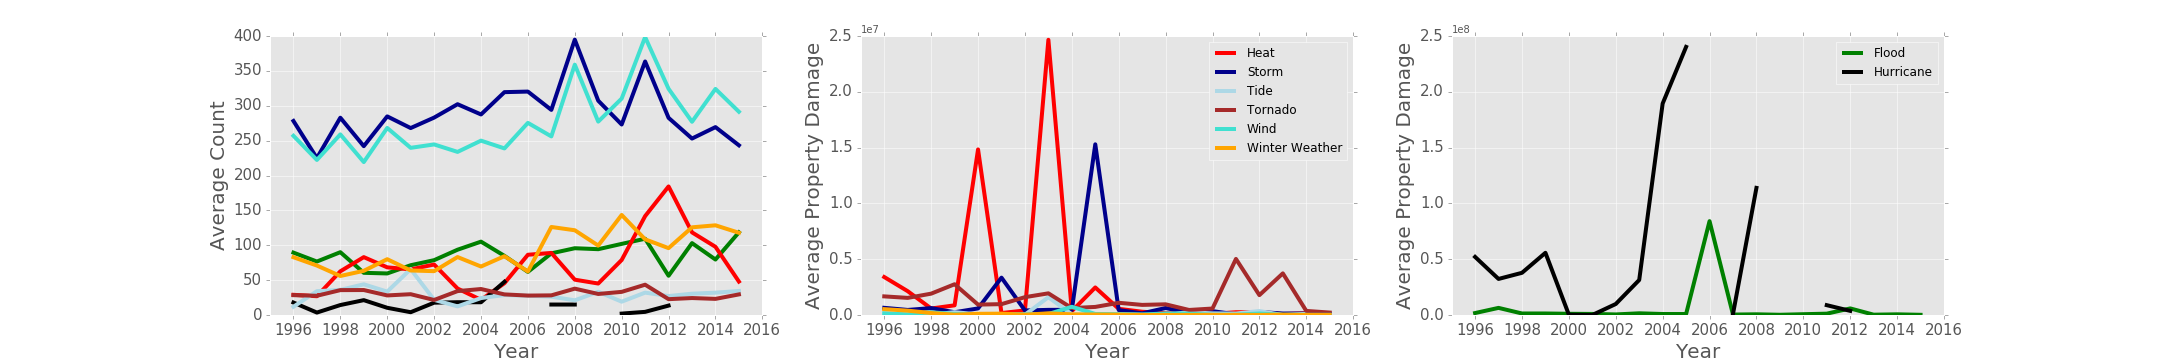 400
350
300
250
200
150
100
50
0
Average Count
1996 1998 2000 2002 2004 2006 2008 2010 2012 2014 2016
Year
1e7
2.5
2.0
1.5
1.0
0.5
0.0
Average Property Damage
Heat
Storm
Tide
Tornado
Wind
Winter Weather
1996 1998 2000 2002 2004 2006 2008 2010 2012 2014 2016
Year
1e8
2.5
2.0
1.5
1.0
0.5
0.0
Average Property Damage
Flood
Hurricane
1996 1998 2000 2002 2004 2006 2008 2010 2012 2014 2016
Year